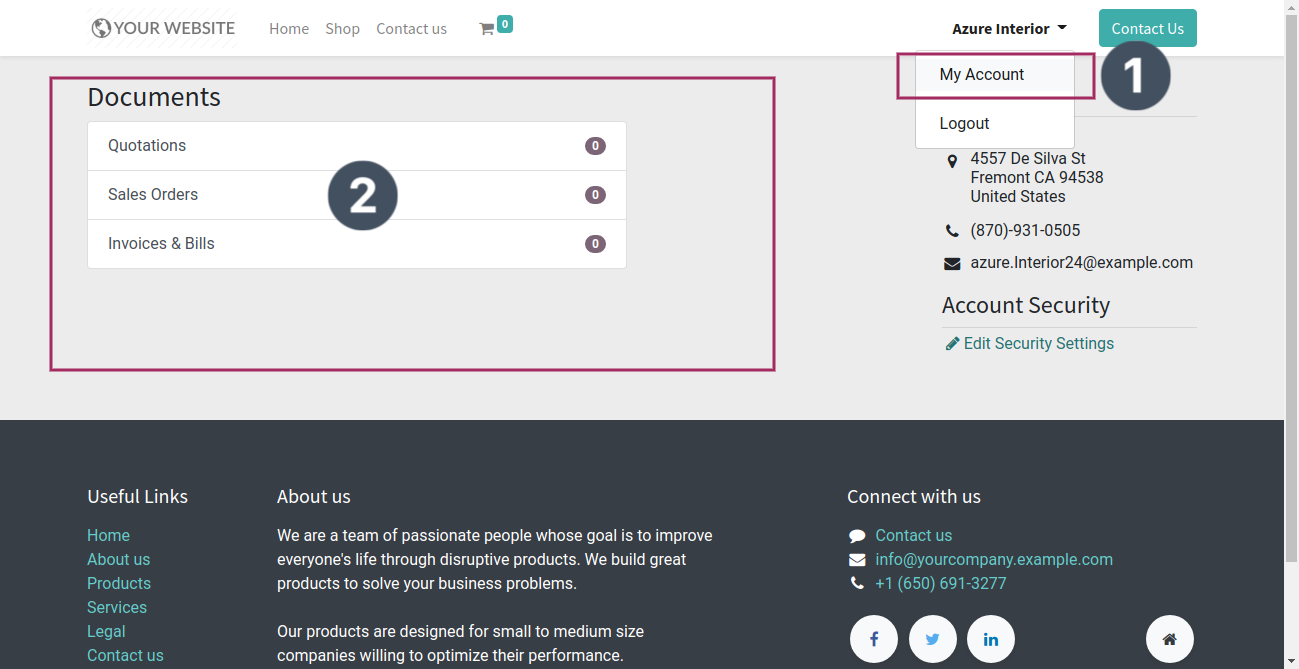 YOUR WEBSITE
Home Shop Contact us 0
Azure Interior
Contact Us
My Account
1
Logout
Documents
Quotations 0
Sales Orders 0
2
Invoices & Bills 0
4557 De Silva St
Fremont CA 94538
United States
(870)-931-0505
azure.Interior24@example.com
Account Security
Edit Security Settings
Useful Links
Home
About us
Products
Services
Legal
Contact us
About us
We are a team of passionate people whose goal is to improve
everyone's life through disruptive products. We build great
products to solve your business problems.
Our products are designed for small to medium size
companies willing to optimize their performance.
Connect with us
Contact us
info@yourcompany.example.com
+1 (650) 691-3277